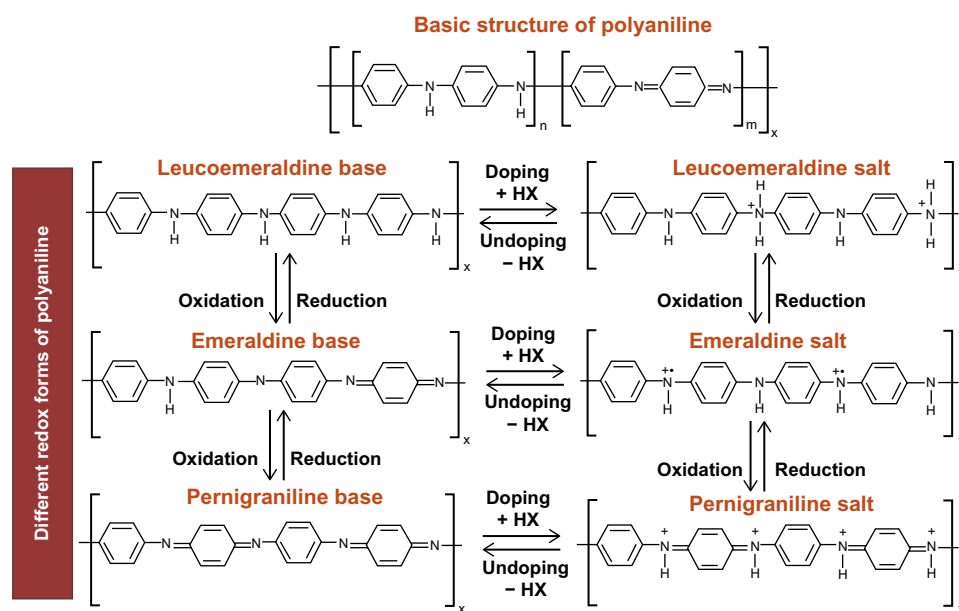 Basic structure of polyaniline
N
H
N
H
n
N
N
m
x
Different redox forms of polyaniline
Leucoemeraldine base
N
H
N
H
N
H
N
H
x
Doping
+ HX
Undoping
− HX
Leucoemeraldine salt
N
H
H
+
N
H
N
H
H
+
N
H
Oxidation
Reduction
Oxidation
Reduction
Emeraldine base
N
H
N
N
N
x
Doping
+ HX
Undoping
− HX
Emeraldine salt
+•
N
H
N
H
+•
N
H
N
H
Oxidation
Reduction
Oxidation
Reduction
Pernigraniline base
N
N
N
N
x
Doping
+ HX
Undoping
− HX
Pernigraniline salt
+
N
H
+
N
H
+
N
H
+
N
H